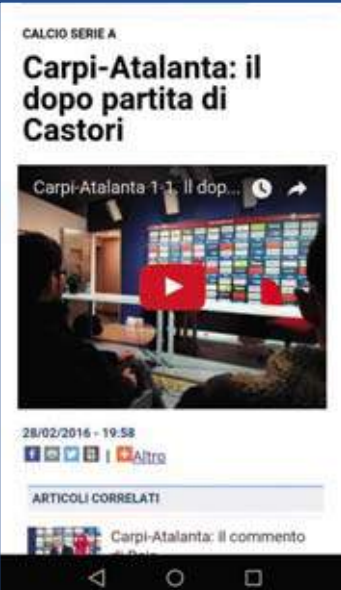 CALCIO SERIE A
Carpi-Atalanta: il
dopo partita di
Castori
Carpi-Atalanta 1-1. Il dop...
28/02/2016 - 19:58
| Altro
ARTICOLI CORRELATI
Carpi-Atalanta: il commento